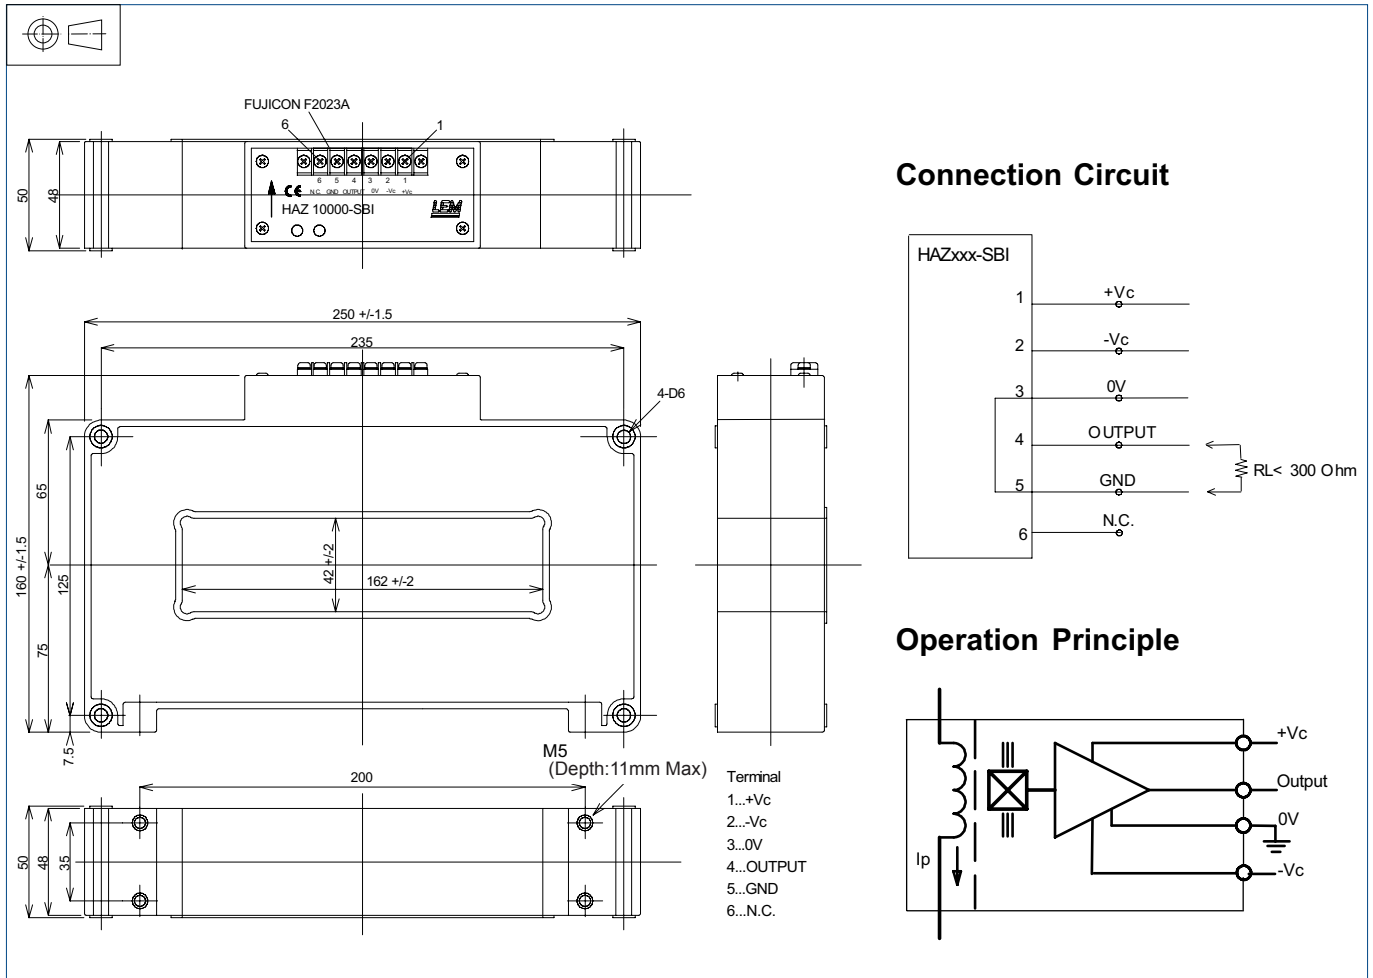 FUJICON F2023A
6
1
6 5 4 3 2 1
N.C. GND OUTPUT 0V -Vc +Vc
CE
HAZ 10000-SBI
LEM
50
48
250 +/-1.5
235
4-D6
160 +/-1.5
65
125
75
7.5
42 +/-2
162 +/-2
M5
(Depth:11mm Max)
200
50
48
35
Terminal
1...+Vc
2...-Vc
3...0V
4...OUTPUT
5...GND
6...N.C.
Connection Circuit
HAZxxx-SBI
1 +Vc
2 -Vc
3 0V
4 OUTPUT
5 GND
6 N.C.
RL< 300 Ohm
Operation Principle
+Vc
Output
0V
-Vc
Ip